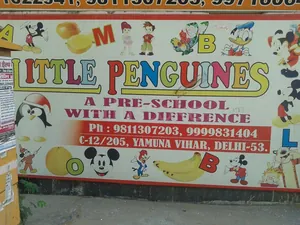 A M B B
LITTLE PENGUINES
A PRE-SCHOOL
WITH A DIFFRENCE
Ph : 9811307203, 9999831404
C-12/205, YAMUNA VIHAR, DELHI-53.
O B L